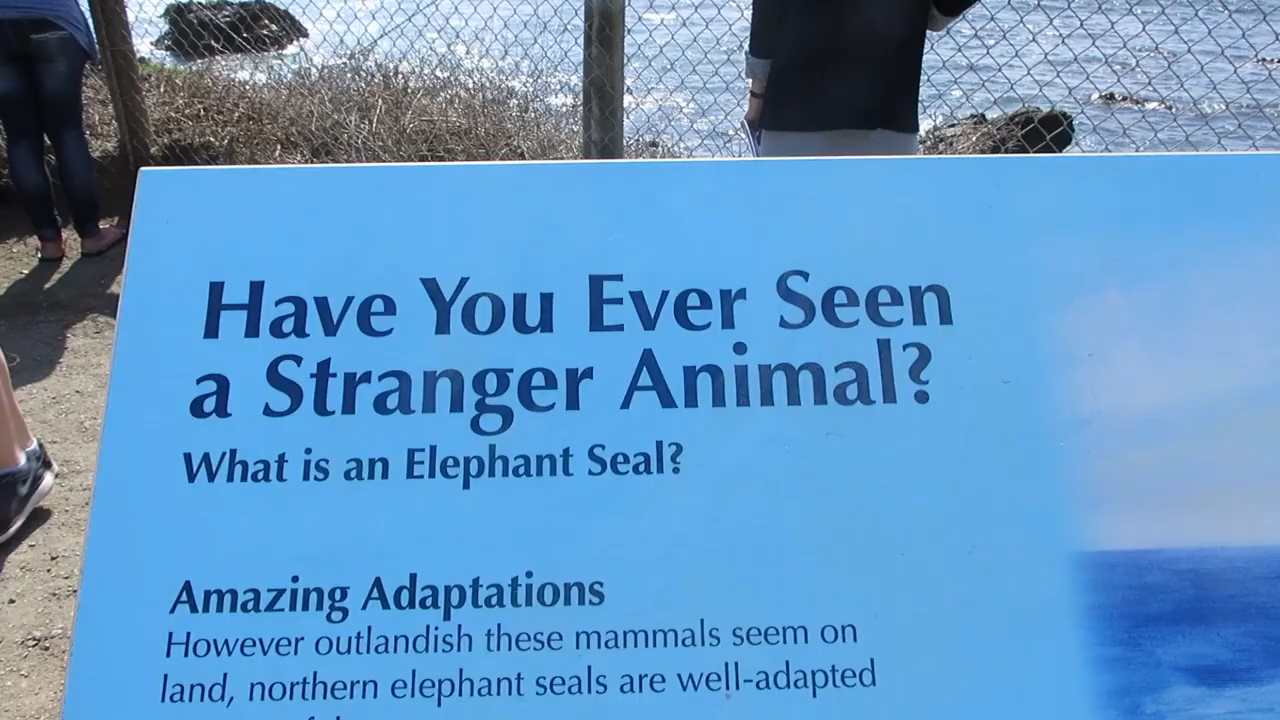 Have You Ever Seen
a Stranger Animal?
What is an Elephant Seal?
Amazing Adaptations
However outlandish these mammals seem on
land, northern elephant seals are well-adapted